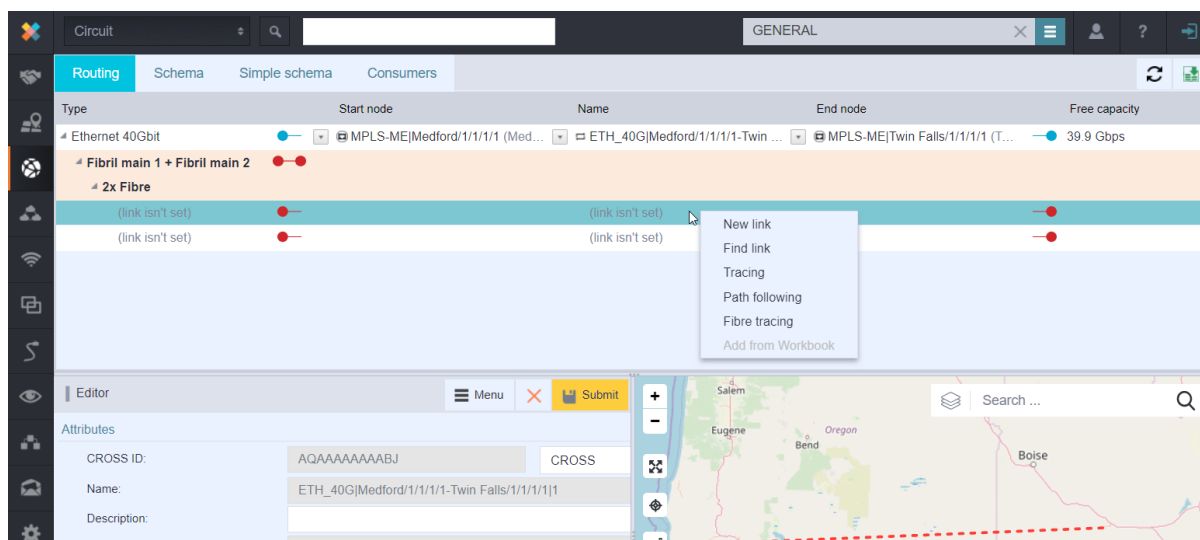 Circuit GENERAL ?
Routing Schema Simple schema Consumers
Type Start node Name End node Free capacity
Ethernet 40Gbit MPLS-ME|Medford/1/1/1/1 (Med... ETH_40G|Medford/1/1/1/1-Twin ... MPLS-ME|Twin Falls/1/1/1/1 (T... 39.9 Gbps
Fibril main 1 + Fibril main 2
2x Fibre
(link isn't set) (link isn't set)
(link isn't set) (link isn't set)
New link
Find link
Tracing
Path following
Fibre tracing
Add from Workbook
Editor Menu Submit
Attributes
CROSS ID: AQAAAAAAABJ CROSS
Name: ETH_40G|Medford/1/1/1/1-Twin Falls/1/1/1/1|1
Description:
+
−
Search ...
Salem
Eugene
Bend
Oregon
Boise